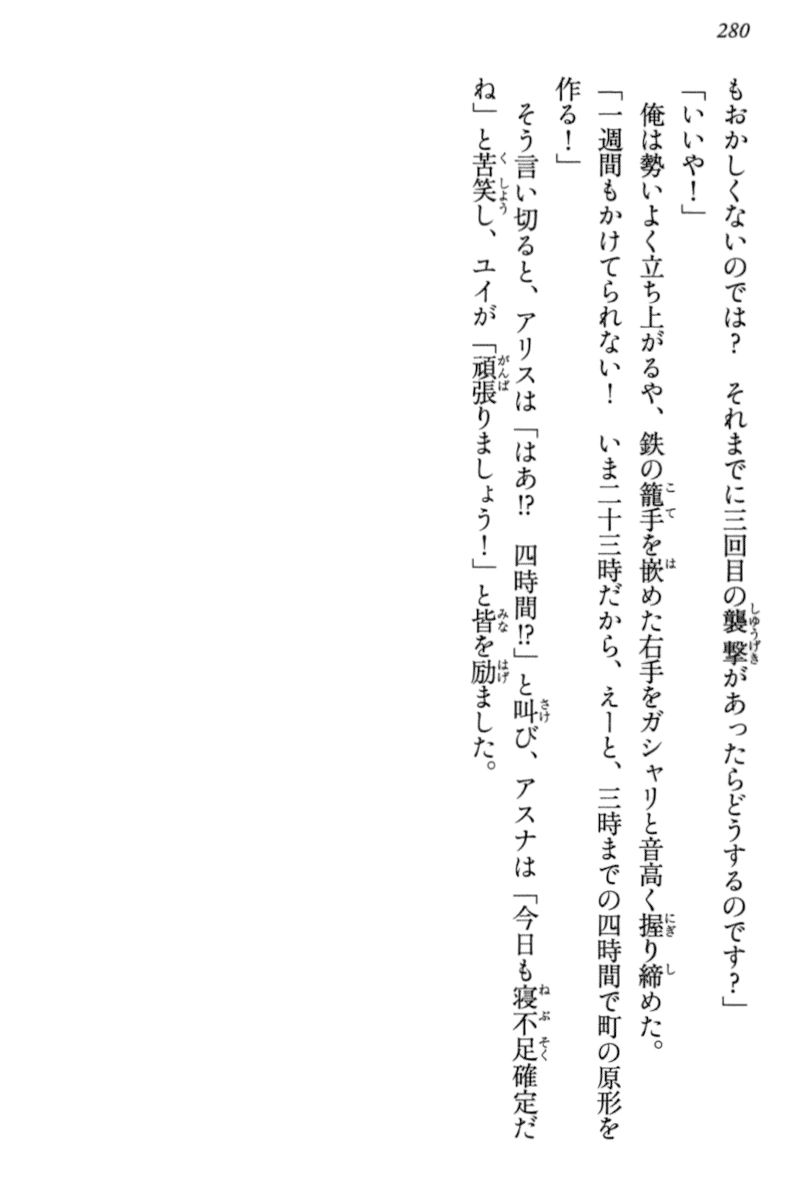 280
もおかしくないのでは？　それまでに三回目の襲撃があったらどうするのです？」
「いいや！」
　俺は勢いよく立ち上がるや、鉄の籠手を嵌めた右手をガシャリと音高く握り締めた。
「一週間もかけてられない！　いま二十三時だから、えーと、三時までの四時間で町の原形を
作る！」
　そう言い切ると、アリスは「はあ⁉　四時間⁉」と叫び、アスナは「今日も寝不足確定だ
ね」と苦笑し、ユイが「頑張りましょう！」と皆を励ました。